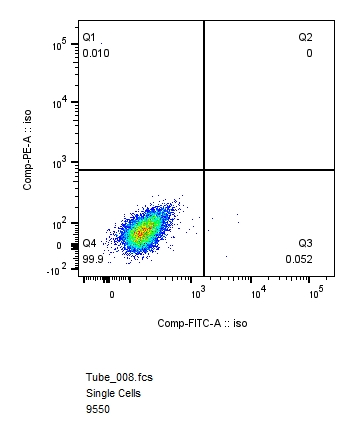 Q1 Q2
0.010 0
10^5
10^4
10^3
10^2
0
-10^2
Comp-PE-A :: iso
Q4 Q3
99.9 0.052
0 10^3 10^4 10^5
Comp-FITC-A :: iso
Tube_008.fcs
Single Cells
9550